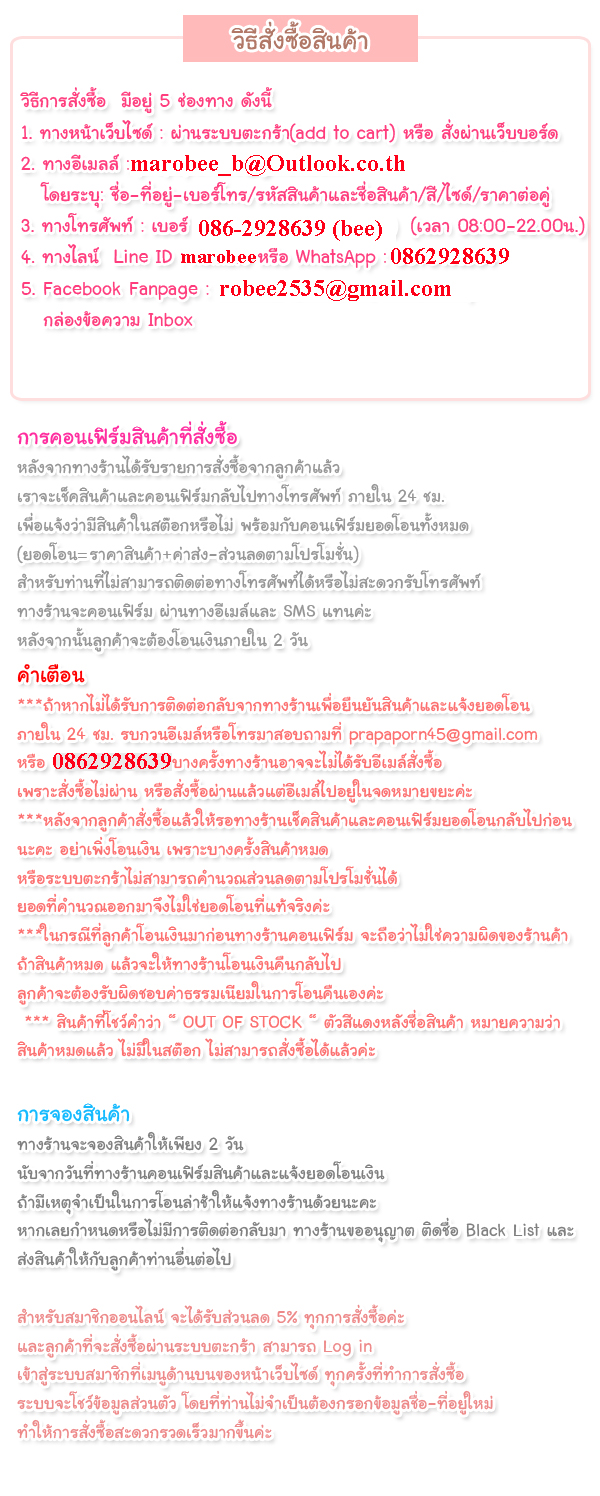 วิธีสั่งซื้อสินค้า
วิธีการสั่งซื้อ มีอยู่ 5 ช่องทาง ดังนี้
1. ทางหน้าเว็บไซด์ : ผ่านระบบตะกร้า(add to cart) หรือ สั่งผ่านเว็บบอร์ด
2. ทางอีเมลล์ :marobee_b@Outlook.co.th
โดยระบุ: ชื่อ-ที่อยู่-เบอร์โทร/รหัสสินค้าและชื่อสินค้า/สี/ไซด์/ราคาต่อคู่
3. ทางโทรศัพท์ : เบอร์ 086-2928639 (bee) (เวลา 08:00-22.00น.)
4. ทางไลน์ Line ID marobeeหรือ WhatsApp :0862928639
5. Facebook Fanpage : robee2535@gmail.com
กล่องข้อความ Inbox
การคอนเฟิร์มสินค้าที่สั่งซื้อ
หลังจากทางร้านได้รับรายการสั่งซื้อจากลูกค้าแล้ว
เราจะเช็คสินค้าและคอนเฟิร์มกลับไปทางโทรศัพท์ ภายใน 24 ชม.
เพื่อแจ้งว่ามีสินค้าในสต๊อกหรือไม่ พร้อมกับคอนเฟิร์มยอดโอนทั้งหมด
(ยอดโอน=ราคาสินค้า+ค่าส่ง-ส่วนลดตามโปรโมชั่น)
สำหรับท่านที่ไม่สามารถติดต่อทางโทรศัพท์ได้หรือไม่สะดวกรับโทรศัพท์
ทางร้านจะคอนเฟิร์ม ผ่านทางอีเมล์และ SMS แทนค่ะ
หลังจากนั้นลูกค้าจะต้องโอนเงินภายใน 2 วัน
คำเตือน
***ถ้าหากไม่ได้รับการติดต่อกลับจากทางร้านเพื่อยืนยันสินค้าและแจ้งยอดโอน
ภายใน 24 ชม. รบกวนอีเมล์หรือโทรมาสอบถามที่ prapaporn45@gmail.com
หรือ 0862928639บางครั้งทางร้านอาจจะไม่ได้รับอีเมล์สั่งซื้อ
เพราะสั่งซื้อไม่ผ่าน หรือสั่งซื้อผ่านแล้วแต่อีเมล์ไปอยู่ในจดหมายขยะค่ะ
***หลังจากลูกค้าสั่งซื้อแล้วให้รอทางร้านเช็คสินค้าและคอนเฟิร์มยอดโอนกลับไปก่อน
นะคะ อย่าเพิ่งโอนเงิน เพราะบางครั้งสินค้าหมด
หรือระบบตะกร้าไม่สามารถคำนวณส่วนลดตามโปรโมชั่นได้
ยอดที่คำนวณออกมาจึงไม่ใช่ยอดโอนที่แท้จริงค่ะ
***ในกรณีที่ลูกค้าโอนเงินมาก่อนทางร้านคอนเฟิร์ม จะถือว่าไม่ใช่ความผิดของร้านค้า
ถ้าสินค้าหมด แล้วจะให้ทางร้านโอนเงินคืนกลับไป
ลูกค้าจะต้องรับผิดชอบค่าธรรมเนียมในการโอนคืนเองค่ะ
*** สินค้าที่โชว์คำว่า “ OUT OF STOCK “ ตัวสีแดงหลังชื่อสินค้า หมายความว่า
สินค้าหมดแล้ว ไม่มีในสต๊อก ไม่สามารถสั่งซื้อได้แล้วค่ะ
การจองสินค้า
ทางร้านจะจองสินค้าให้เพียง 2 วัน
นับจากวันที่ทางร้านคอนเฟิร์มสินค้าและแจ้งยอดโอนเงิน
ถ้ามีเหตุจำเป็นในการโอนล่าช้าให้แจ้งทางร้านด้วยนะคะ
หากเลยกำหนดหรือไม่มีการติดต่อกลับมา ทางร้านขออนุญาต ติดชื่อ Black List และ
ส่งสินค้าให้กับลูกค้าท่านอื่นต่อไป
สำหรับสมาชิกออนไลน์ จะได้รับส่วนลด 5% ทุกการสั่งซื้อค่ะ
และลูกค้าที่จะสั่งซื้อผ่านระบบตะกร้า สามารถ Log in
เข้าสู่ระบบสมาชิกที่เมนูด้านบนของหน้าเว็บไซด์ ทุกครั้งที่ทำการสั่งซื้อ
ระบบจะโชว์ข้อมูลส่วนตัว โดยที่ท่านไม่จำเป็นต้องกรอกข้อมูลชื่อ-ที่อยู่ใหม่
ทำให้การสั่งซื้อสะดวกรวดเร็วมากขึ้นค่ะ